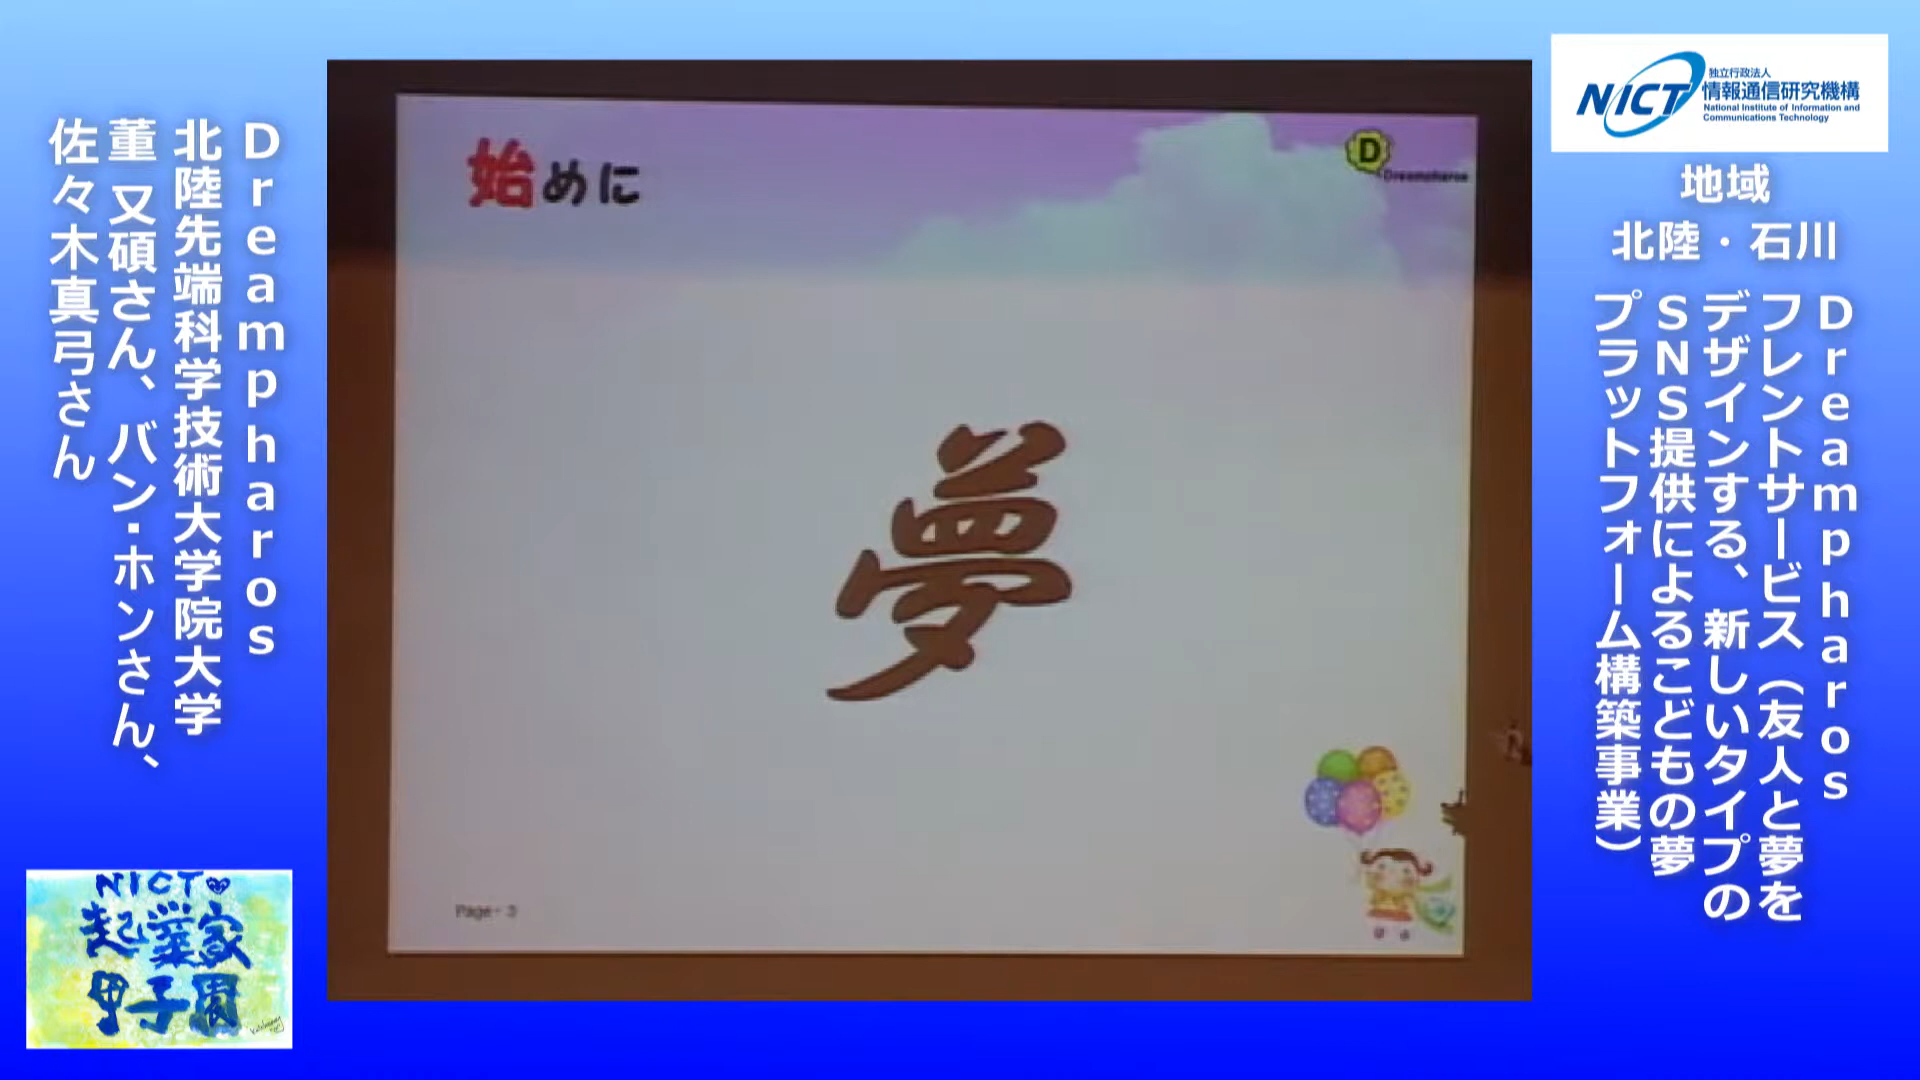 Dreampharos
北陸先端科学技術大学院大学
董 又碩さん、バン・ホンさん、
佐々木真弓さん
始めに
D
Dreampharos
夢
Page - 3
NICT
独立行政法人
情報通信研究機構
National Institute of Information and
Communications Technology
地域
北陸・石川
Dreampharos
フレントサービス（友人と夢を
デザインする、新しいタイプの
SNS提供によるこどもの夢
プラットフォーム構築事業）
NICT
起業家
甲子園